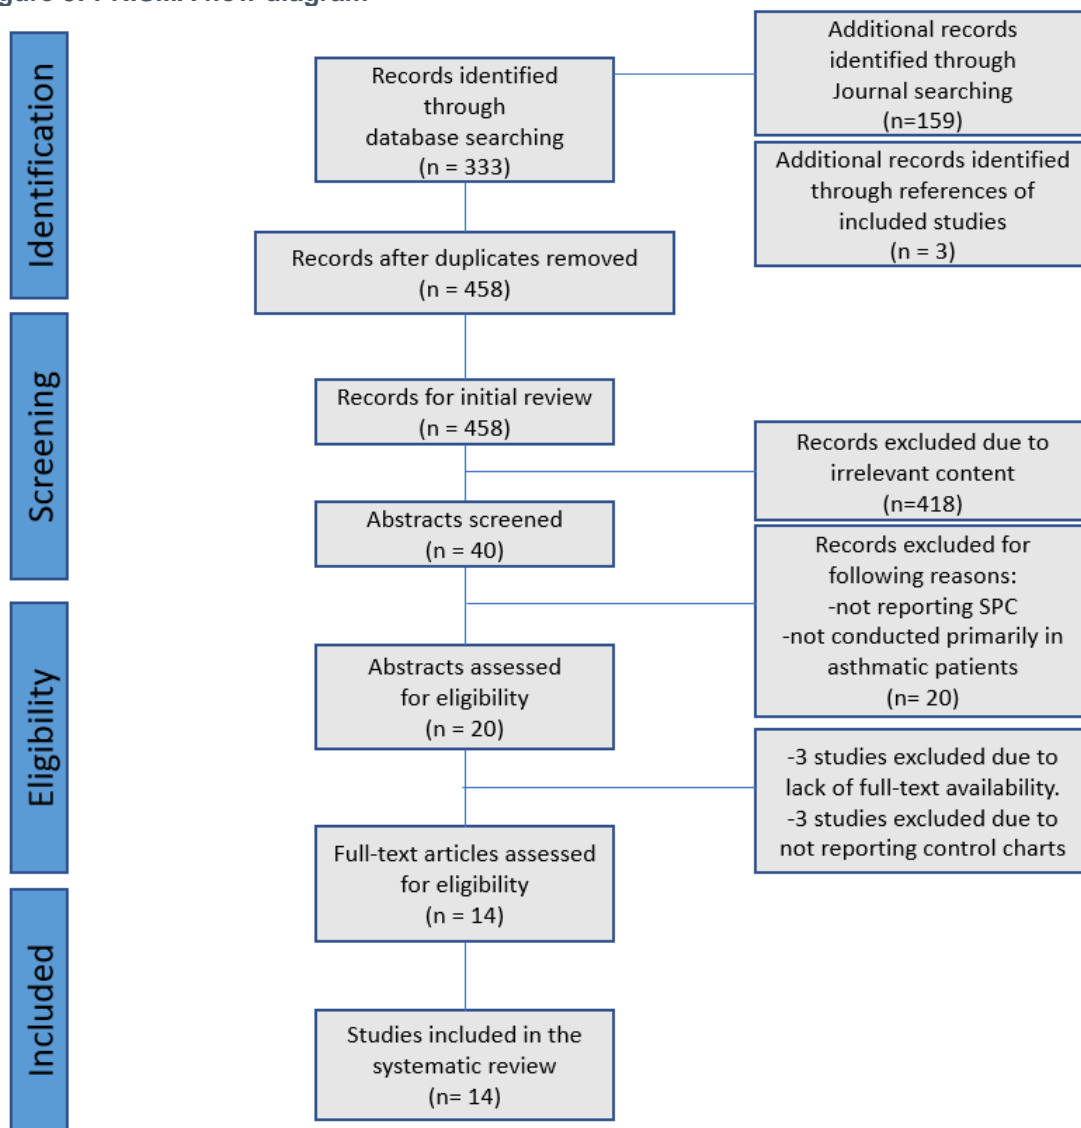 Identification
Records identified
through
database searching
(n = 333)
Additional records
identified through
Journal searching
(n=159)
Additional records identified
through references of
included studies
(n = 3)
Records after duplicates removed
(n = 458)
Screening
Records for initial review
(n = 458)
Records excluded due to
irrelevant content
(n=418)
Abstracts screened
(n = 40)
Records excluded for
following reasons:
-not reporting SPC
-not conducted primarily in
asthmatic patients
(n= 20)
Eligibility
Abstracts assessed
for eligibility
(n = 20)
-3 studies excluded due to
lack of full-text availability.
-3 studies excluded due to
not reporting control charts
Full-text articles assessed
for eligibility
(n = 14)
Included
Studies included in the
systematic review
(n= 14)